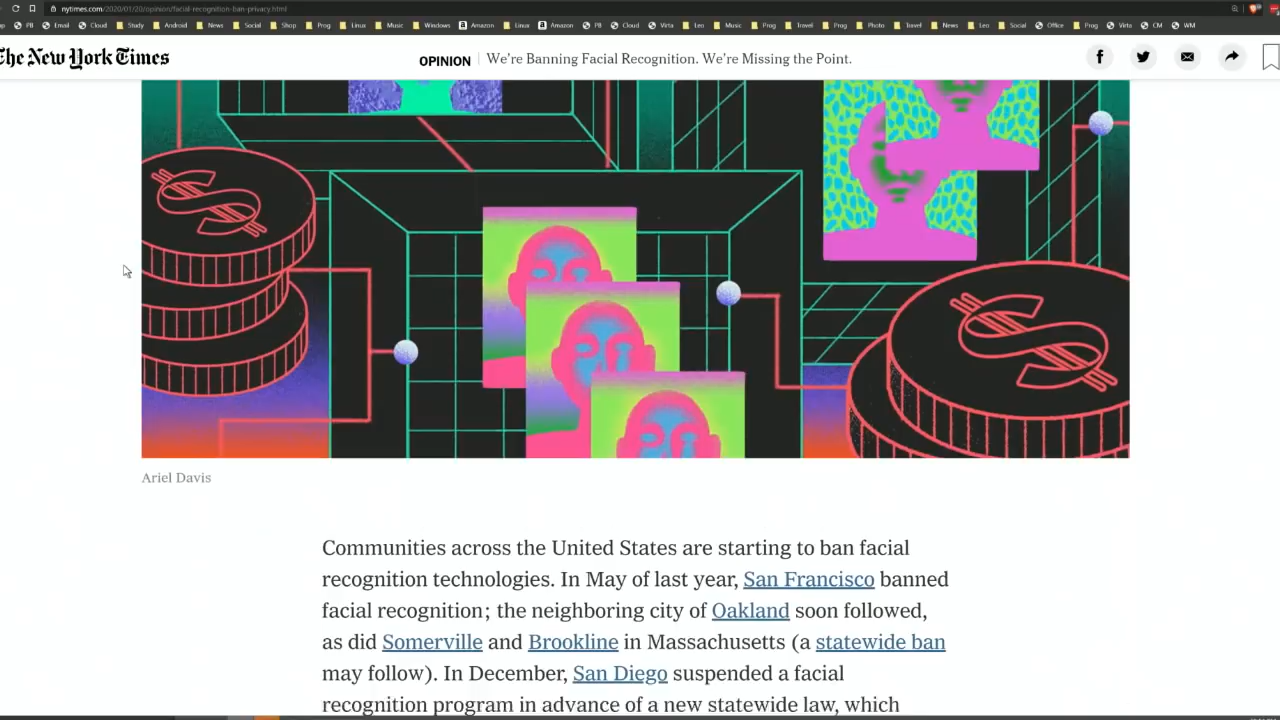 nytimes.com/2020/01/20/opinion/facial-recognition-ban-privacy.html
PB Email Cloud Study Android News Social Shop Prog Linux Music Windows Amazon Linux Amazon PB Cloud Virta Leo Music Prog Travel Prog Photo Travel News Leo Social Office Prog Virta CM WM
The New York Times
OPINION We're Banning Facial Recognition. We're Missing the Point.
Ariel Davis
Communities across the United States are starting to ban facial
recognition technologies. In May of last year, San Francisco banned
facial recognition; the neighboring city of Oakland soon followed,
as did Somerville and Brookline in Massachusetts (a statewide ban
may follow). In December, San Diego suspended a facial
recognition program in advance of a new statewide law, which